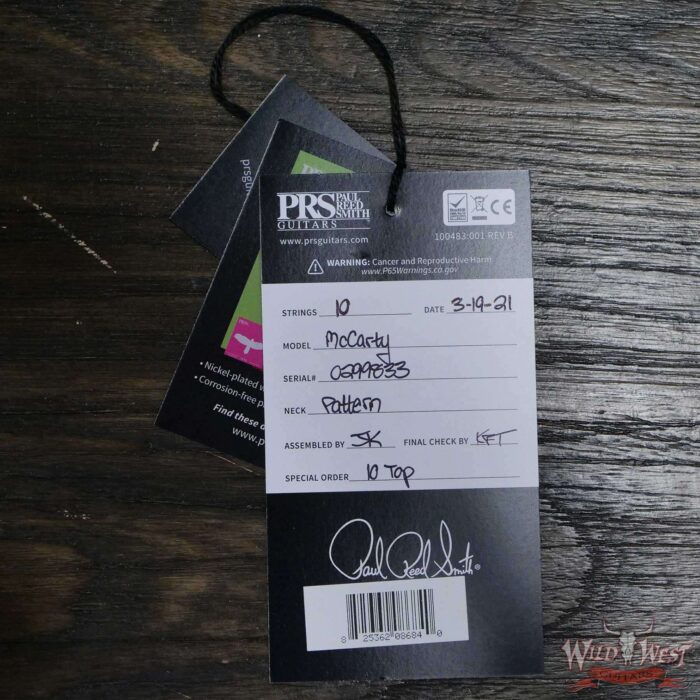 prsgu
PRS PAUL REED SMITH
GUITARS
www.prsguitars.com
100483:001 REV B
CE
WARNING: Cancer and Reproductive Harm
www.P65Warnings.ca.gov
STRINGS 10 DATE 3-19-21
MODEL McCarty
SERIAL# 0299833
NECK Pattern
ASSEMBLED BY JK FINAL CHECK BY KFT
SPECIAL ORDER 10 Top
• Nickel-plated w
• Corrosion-free p
Find these o
www.p
Paul Reed Smith®
8 25362 08684 0
WILD WEST
GUITARS